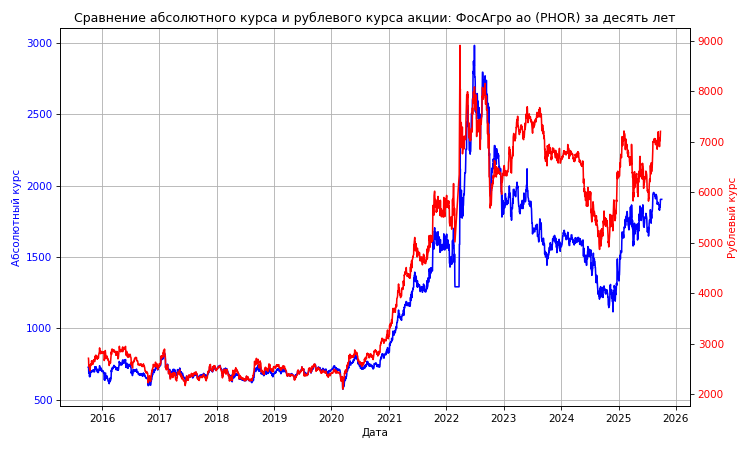 Сравнение абсолютного курса и рублевого курса акции: ФосАгро ао (PHOR) за десять лет
3000
2500
2000
1500
1000
500
Абсолютный курс
9000
8000
7000
6000
5000
4000
3000
2000
Рублевый курс
2016 2017 2018 2019 2020 2021 2022 2023 2024 2025 2026
Дата